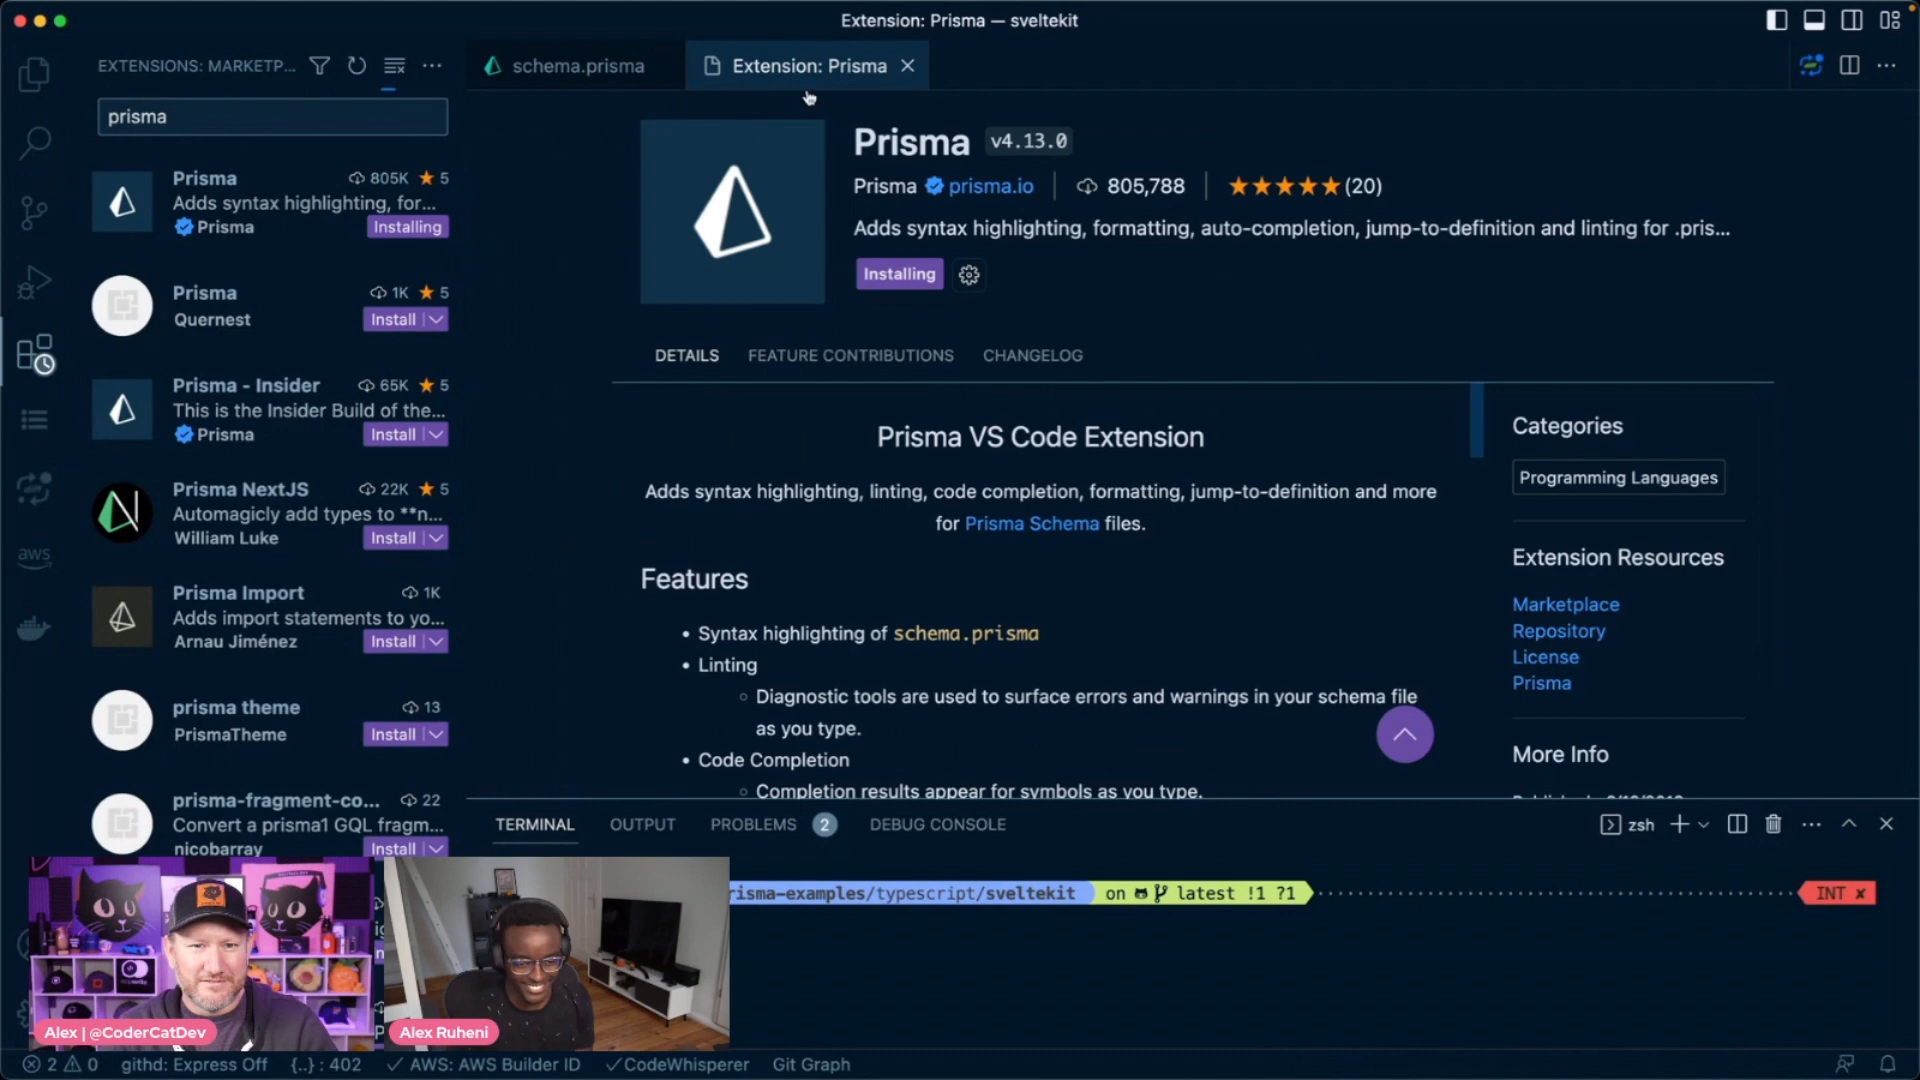 Extension: Prisma — sveltekit
EXTENSIONS: MARKETP...
prisma
Prisma 805K ★ 5
Adds syntax highlighting, for...
Prisma Installing
Prisma 1K ★ 5
Quernest Install
Prisma - Insider 65K ★ 5
This is the Insider Build of the...
Prisma Install
Prisma NextJS 22K ★ 5
Automagicly add types to **n...
William Luke Install
Prisma Import 1K
Adds import statements to yo...
Arnau Jiménez Install
prisma theme 13
PrismaTheme Install
prisma-fragment-co... 22
Convert a prisma1 GQL fragm...
nicobarray Install
aws
schema.prisma
Extension: Prisma
Prisma v4.13.0
Prisma prisma.io 805,788 ★★★★★ (20)
Adds syntax highlighting, formatting, auto-completion, jump-to-definition and linting for .pris...
Installing
DETAILS FEATURE CONTRIBUTIONS CHANGELOG
Prisma VS Code Extension
Adds syntax highlighting, linting, code completion, formatting, jump-to-definition and more
for Prisma Schema files.
Features
• Syntax highlighting of schema.prisma
• Linting
○ Diagnostic tools are used to surface errors and warnings in your schema file
as you type.
• Code Completion
○ Completion results appear for symbols as you type.
Categories
Programming Languages
Extension Resources
Marketplace
Repository
License
Prisma
More Info
TERMINAL OUTPUT PROBLEMS 2 DEBUG CONSOLE
zsh
risma-examples/typescript/sveltekit on latest !1 ?1 INT ✘
Alex | @CoderCatDev
Alex Ruheni
2 0 githd: Express Off {..} : 402 ✓ AWS: AWS Builder ID ✓ CodeWhisperer Git Graph